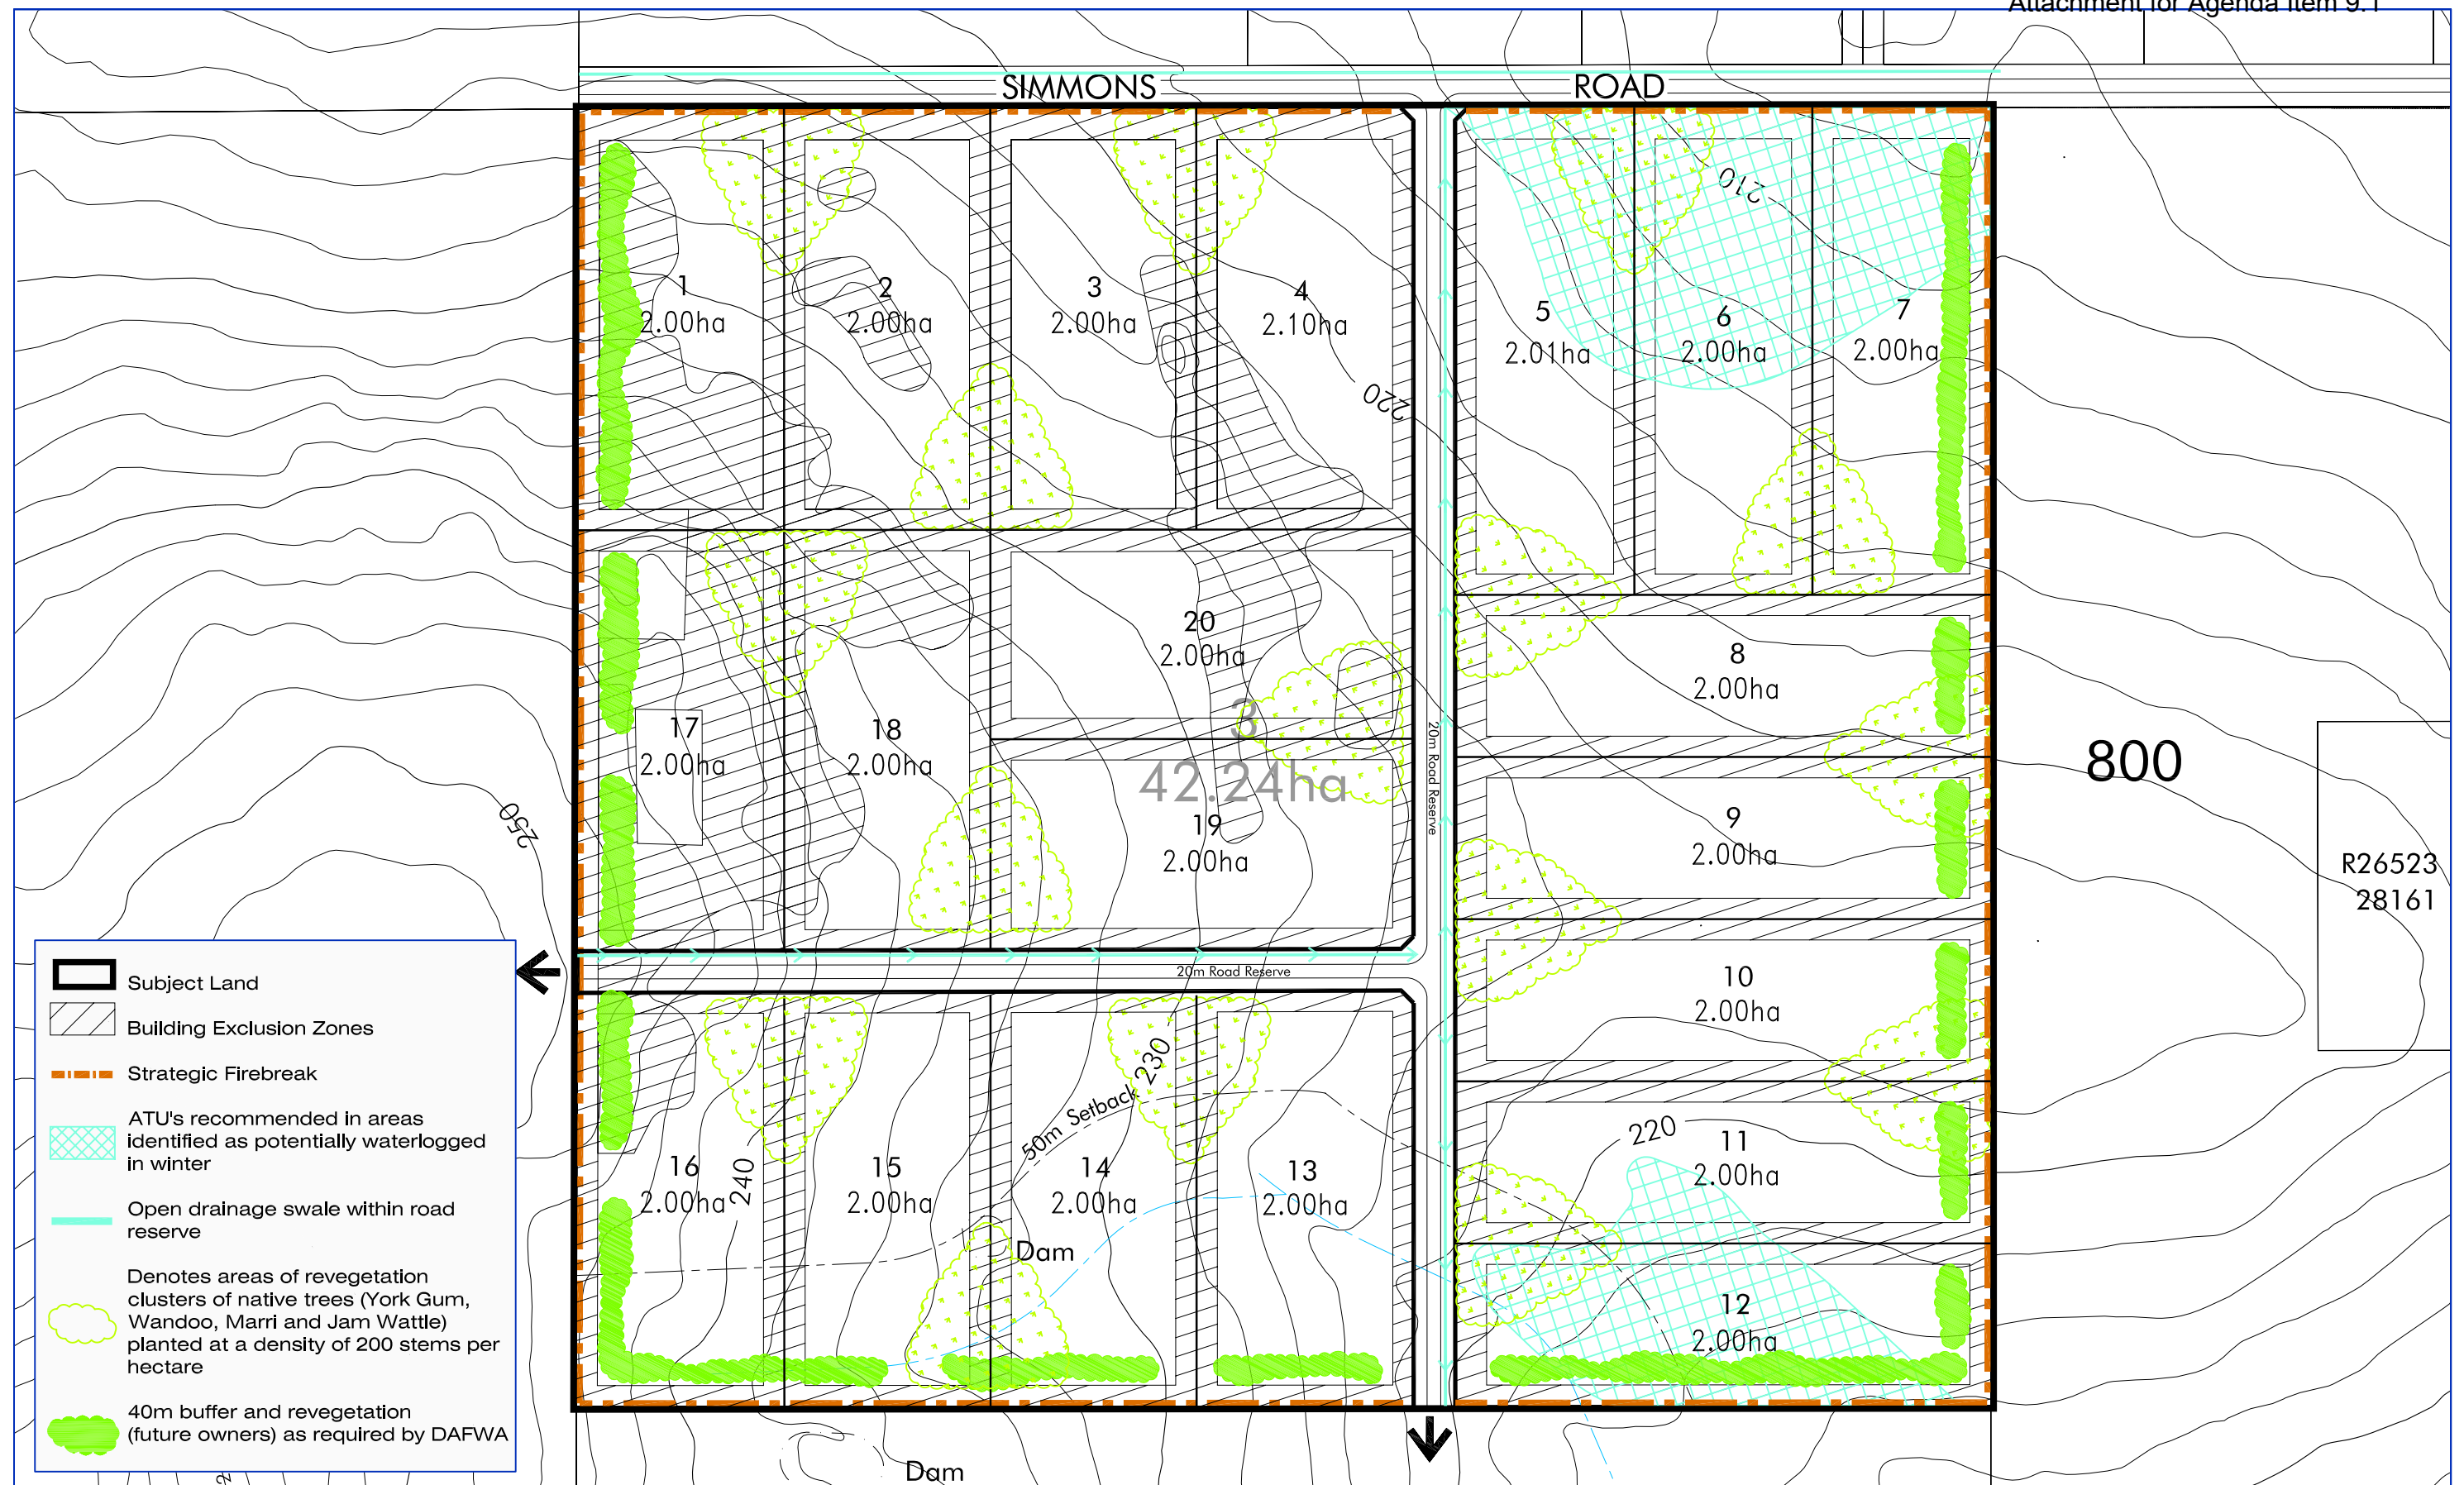 Attachment for Agenda Item 9.1
SIMMONS ROAD
1
2.00ha
2
2.00ha
3
2.00ha
4
2.10ha
5
2.01ha
6
2.00ha
7
2.00ha
210
220
8
2.00ha
9
2.00ha
10
2.00ha
11
2.00ha
220
12
2.00ha
20
2.00ha
3
42.24ha
19
2.00ha
18
2.00ha
17
2.00ha
20m Road Reserve
20m Road Reserve
250
800
R26523
28161
16
2.00ha
240
15
2.00ha
14
2.00ha
13
2.00ha
50m Setback
230
Dam
Dam
Subject Land
Building Exclusion Zones
Strategic Firebreak
ATU's recommended in areas
identified as potentially waterlogged
in winter
Open drainage swale within road
reserve
Denotes areas of revegetation
clusters of native trees (York Gum,
Wandoo, Marri and Jam Wattle)
planted at a density of 200 stems per
hectare
40m buffer and revegetation
(future owners) as required by DAFWA